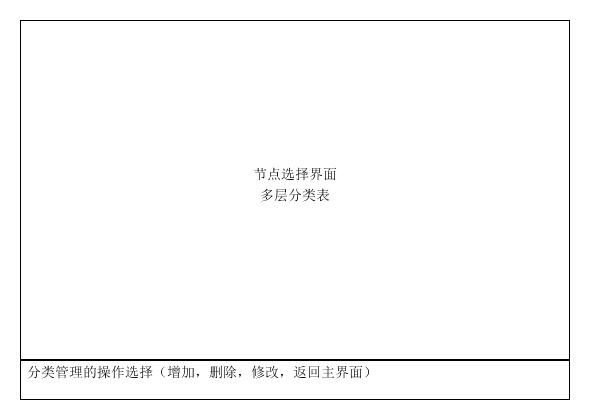 节点选择界面
多层分类表
分类管理的操作选择（增加，删除，修改，返回主界面）